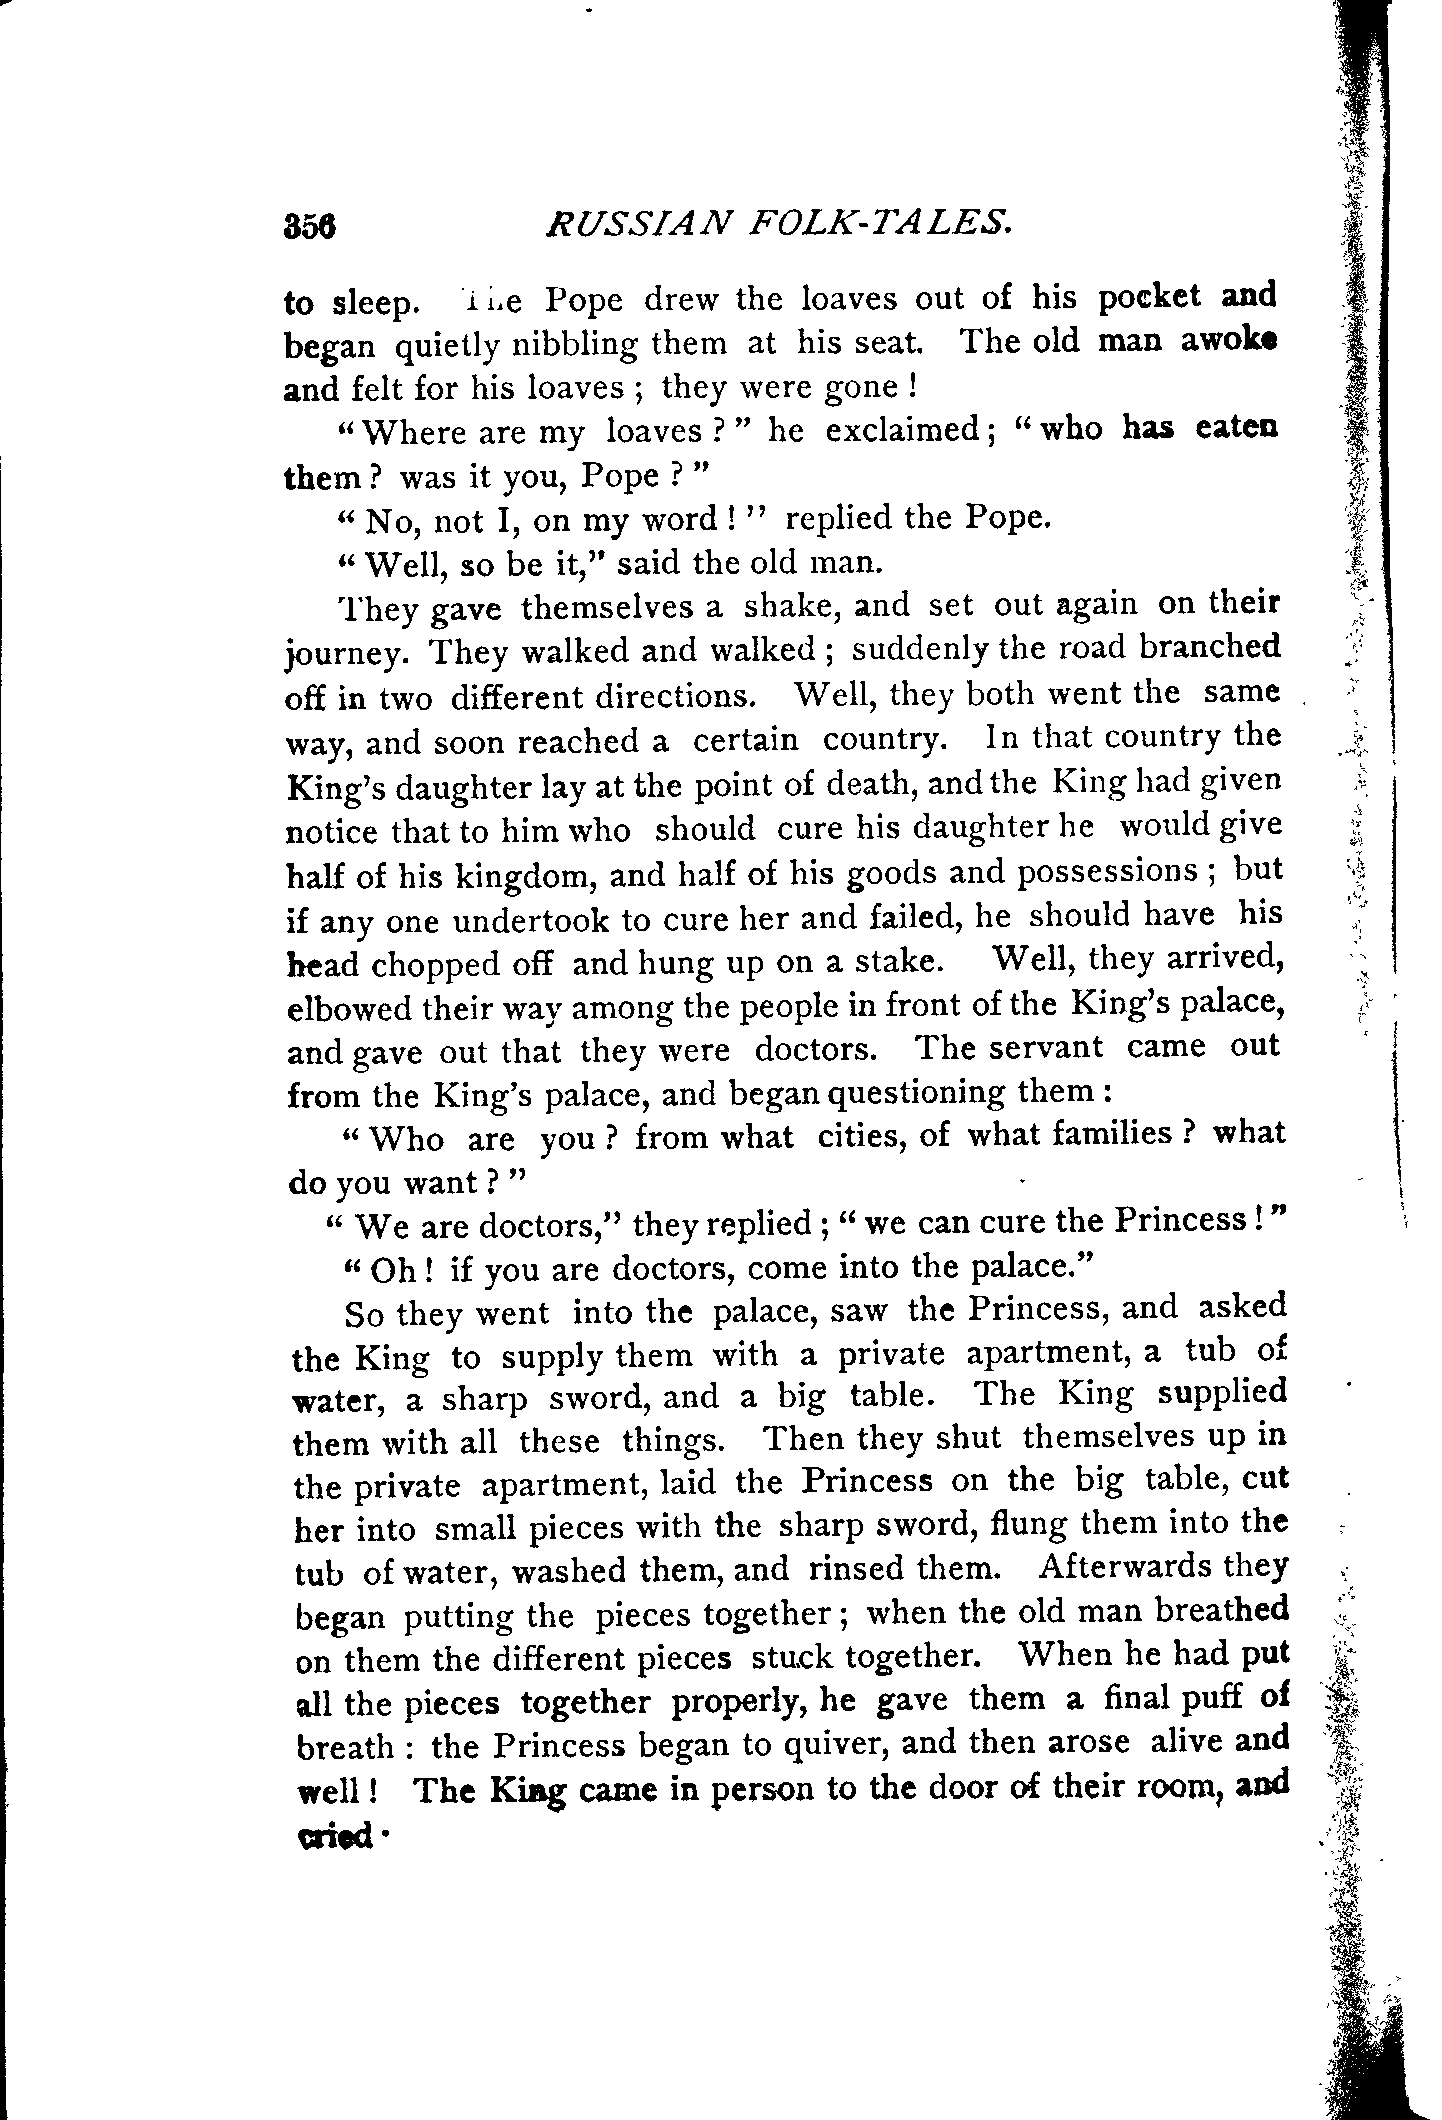 356 RUSSIAN FOLK-TALES.
to sleep. The Pope drew the loaves out of his pocket and
began quietly nibbling them at his seat. The old man awoke
and felt for his loaves ; they were gone !
“ Where are my loaves ? ” he exclaimed ; “ who has eaten
them ? was it you, Pope ? ”
“ No, not I, on my word ! ” replied the Pope.
“ Well, so be it,” said the old man.
They gave themselves a shake, and set out again on their
journey. They walked and walked ; suddenly the road branched
off in two different directions. Well, they both went the same
way, and soon reached a certain country. In that country the
King’s daughter lay at the point of death, and the King had given
notice that to him who should cure his daughter he would give
half of his kingdom, and half of his goods and possessions ; but
if any one undertook to cure her and failed, he should have his
head chopped off and hung up on a stake. Well, they arrived,
elbowed their way among the people in front of the King’s palace,
and gave out that they were doctors. The servant came out
from the King’s palace, and began questioning them :
“ Who are you ? from what cities, of what families ? what
do you want ? ”
“ We are doctors,” they replied ; “ we can cure the Princess ! ”
“ Oh ! if you are doctors, come into the palace.”
So they went into the palace, saw the Princess, and asked
the King to supply them with a private apartment, a tub of
water, a sharp sword, and a big table. The King supplied
them with all these things. Then they shut themselves up in
the private apartment, laid the Princess on the big table, cut
her into small pieces with the sharp sword, flung them into the
tub of water, washed them, and rinsed them. Afterwards they
began putting the pieces together ; when the old man breathed
on them the different pieces stuck together. When he had put
all the pieces together properly, he gave them a final puff of
breath : the Princess began to quiver, and then arose alive and
well ! The King came in person to the door of their room, and
cried ·